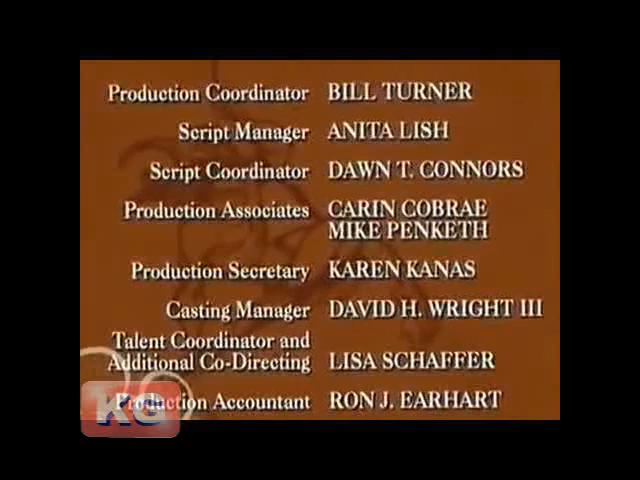 Production Coordinator BILL TURNER
Script Manager ANITA LISH
Script Coordinator DAWN T. CONNORS
Production Associates CARIN COBRAE
MIKE PENKETH
Production Secretary KAREN KANAS
Casting Manager DAVID H. WRIGHT III
Talent Coordinator and
Additional Co-Directing LISA SCHAFFER
Production Accountant RON J. EARHART
KG